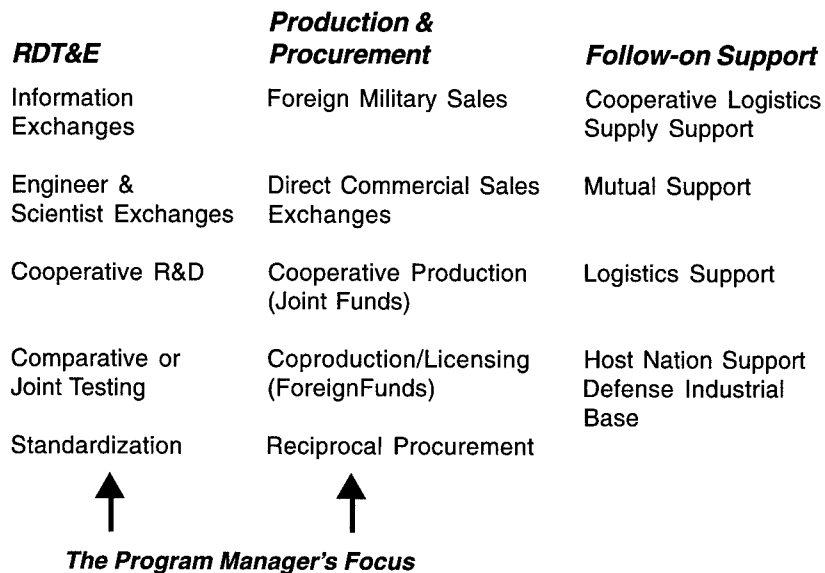 RDT&E
Information
Exchanges
Engineer &
Scientist Exchanges
Cooperative R&D
Comparative or
Joint Testing
Standardization
Production &
Procurement
Foreign Military Sales
Direct Commercial Sales
Exchanges
Cooperative Production
(Joint Funds)
Coproduction/Licensing
(ForeignFunds)
Reciprocal Procurement
Follow-on Support
Cooperative Logistics
Supply Support
Mutual Support
Logistics Support
Host Nation Support
Defense Industrial
Base
The Program Manager's Focus